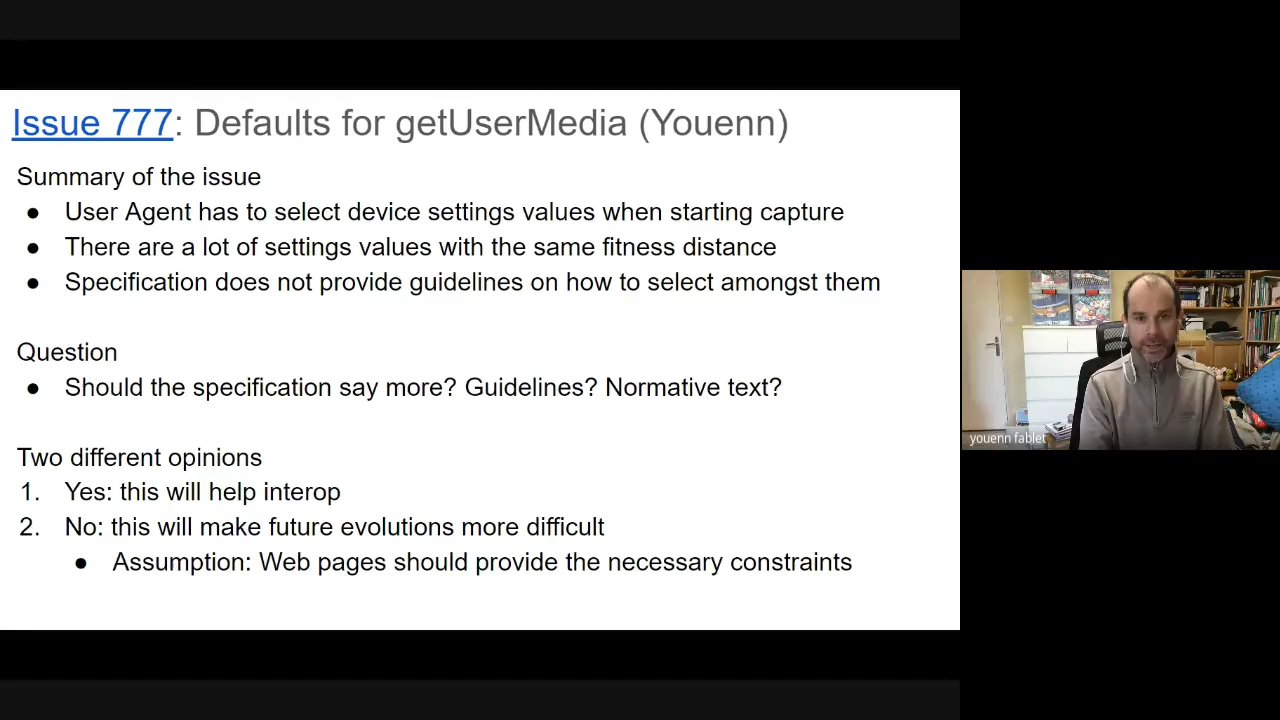 Issue 777: Defaults for getUserMedia (Youenn)
Summary of the issue
● User Agent has to select device settings values when starting capture
● There are a lot of settings values with the same fitness distance
● Specification does not provide guidelines on how to select amongst them
Question
● Should the specification say more? Guidelines? Normative text?
Two different opinions
1. Yes: this will help interop
2. No: this will make future evolutions more difficult
● Assumption: Web pages should provide the necessary constraints
youenn fablet